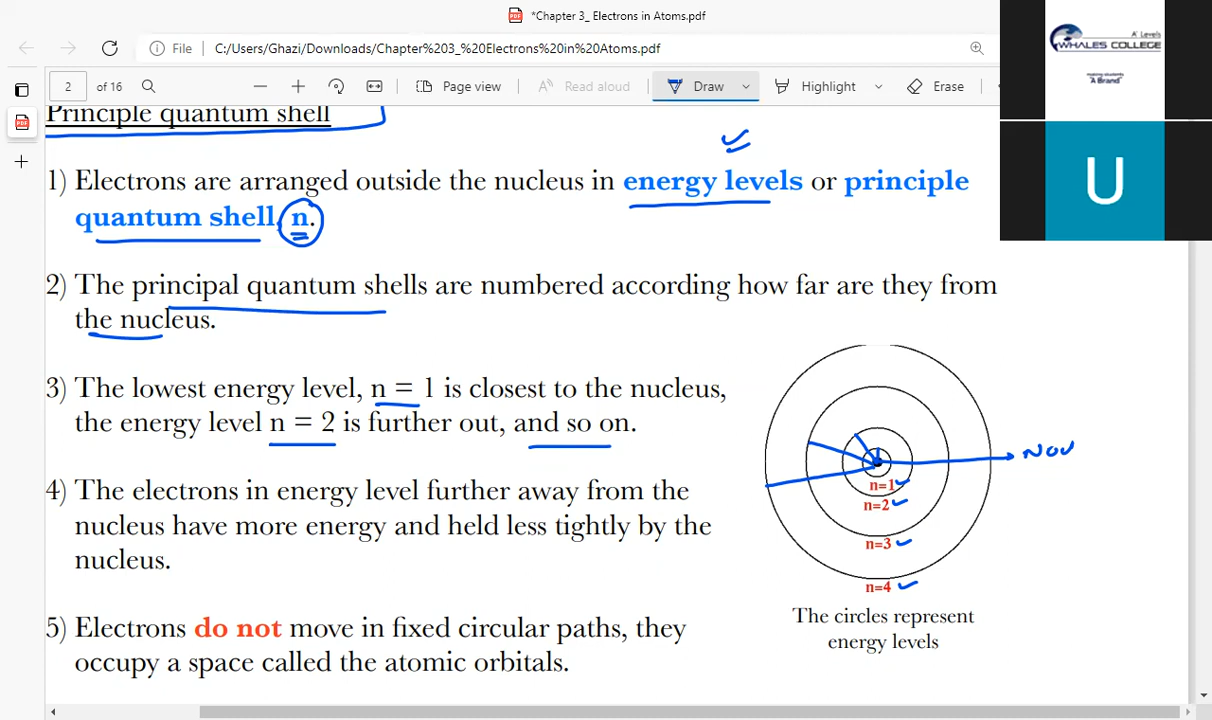 *Chapter 3_ Electrons in Atoms.pdf
File C:/Users/Ghazi/Downloads/Chapter%203_%20Electrons%20in%20Atoms.pdf
2 of 16 Page view Read aloud Draw Highlight Erase
A' Levels
WHALES COLLEGE
"A Brand"
U
Principle quantum shell
1) Electrons are arranged outside the nucleus in energy levels or principle
quantum shell, n.
2) The principal quantum shells are numbered according how far are they from
the nucleus.
3) The lowest energy level, n = 1 is closest to the nucleus,
the energy level n = 2 is further out, and so on.
4) The electrons in energy level further away from the
nucleus have more energy and held less tightly by the
nucleus.
5) Electrons do not move in fixed circular paths, they
occupy a space called the atomic orbitals.
n=1
n=2
n=3
n=4
The circles represent
energy levels